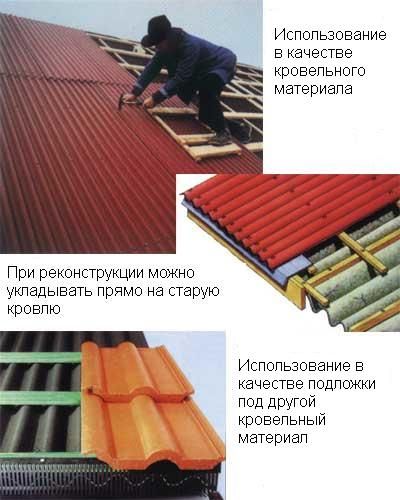 Использование
в качестве
кровельного
материала
При реконструкции можно
укладывать прямо на старую
кровлю
Использование в
качестве подложки
под другой
кровельный
материал